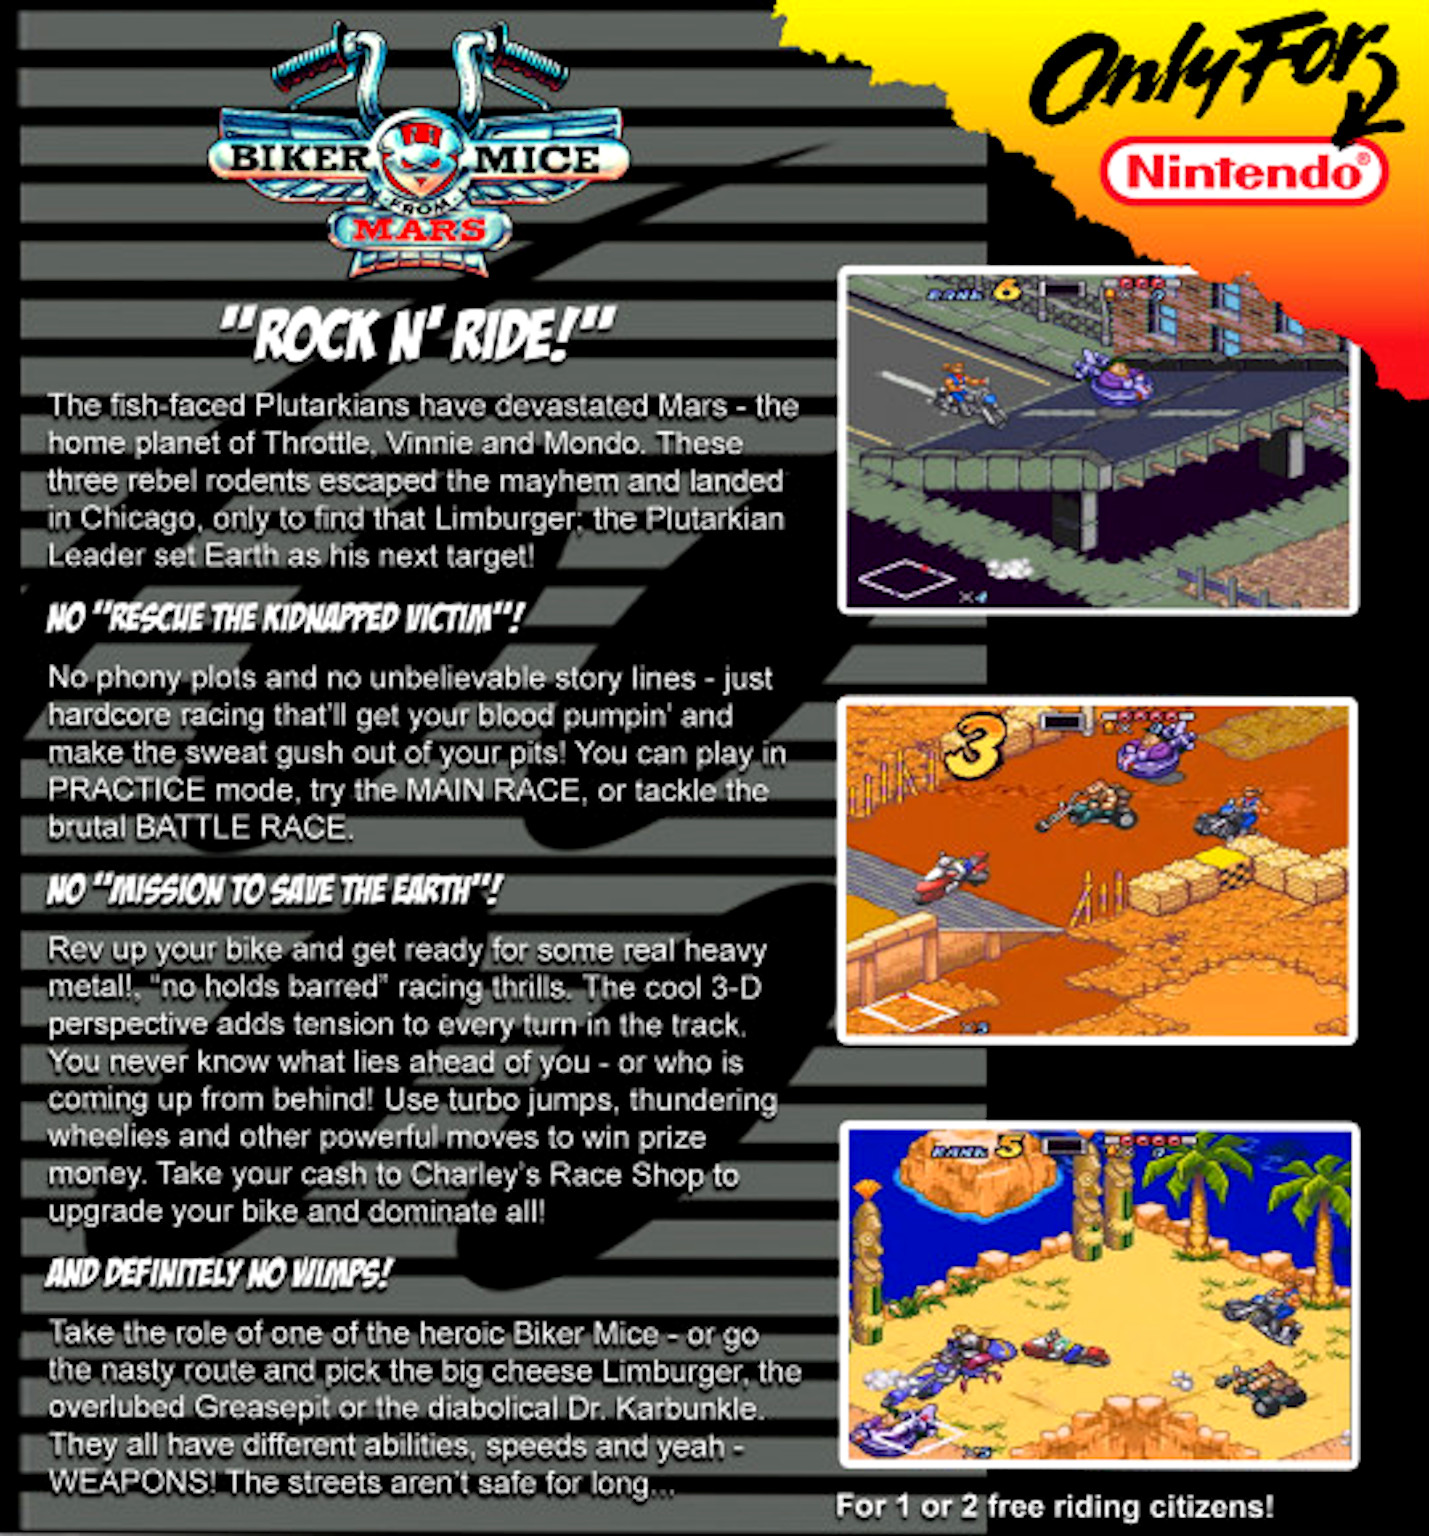 BIKER MICE
FROM
MARS
Only For
Nintendo®
"ROCK N' RIDE!"
The fish-faced Plutarkians have devastated Mars - the
home planet of Throttle, Vinnie and Mondo. These
three rebel rodents escaped the mayhem and landed
in Chicago, only to find that Limburger; the Plutarkian
Leader set Earth as his next target!
NO "RESCUE THE KIDNAPPED VICTIM"!
No phony plots and no unbelievable story lines - just
hardcore racing that'll get your blood pumpin' and
make the sweat gush out of your pits! You can play in
PRACTICE mode, try the MAIN RACE, or tackle the
brutal BATTLE RACE.
NO "MISSION TO SAVE THE EARTH"!
Rev up your bike and get ready for some real heavy
metal!, "no holds barred" racing thrills. The cool 3-D
perspective adds tension to every turn in the track.
You never know what lies ahead of you - or who is
coming up from behind! Use turbo jumps, thundering
wheelies and other powerful moves to win prize
money. Take your cash to Charley's Race Shop to
upgrade your bike and dominate all!
AND DEFINITELY NO WIMPS!
Take the role of one of the heroic Biker Mice - or go
the nasty route and pick the big cheese Limburger, the
overlubed Greasepit or the diabolical Dr. Karbunkle.
They all have different abilities, speeds and yeah -
WEAPONS! The streets aren't safe for long...
RANK 6
×4
3
×3
RANK 5
×3
For 1 or 2 free riding citizens!